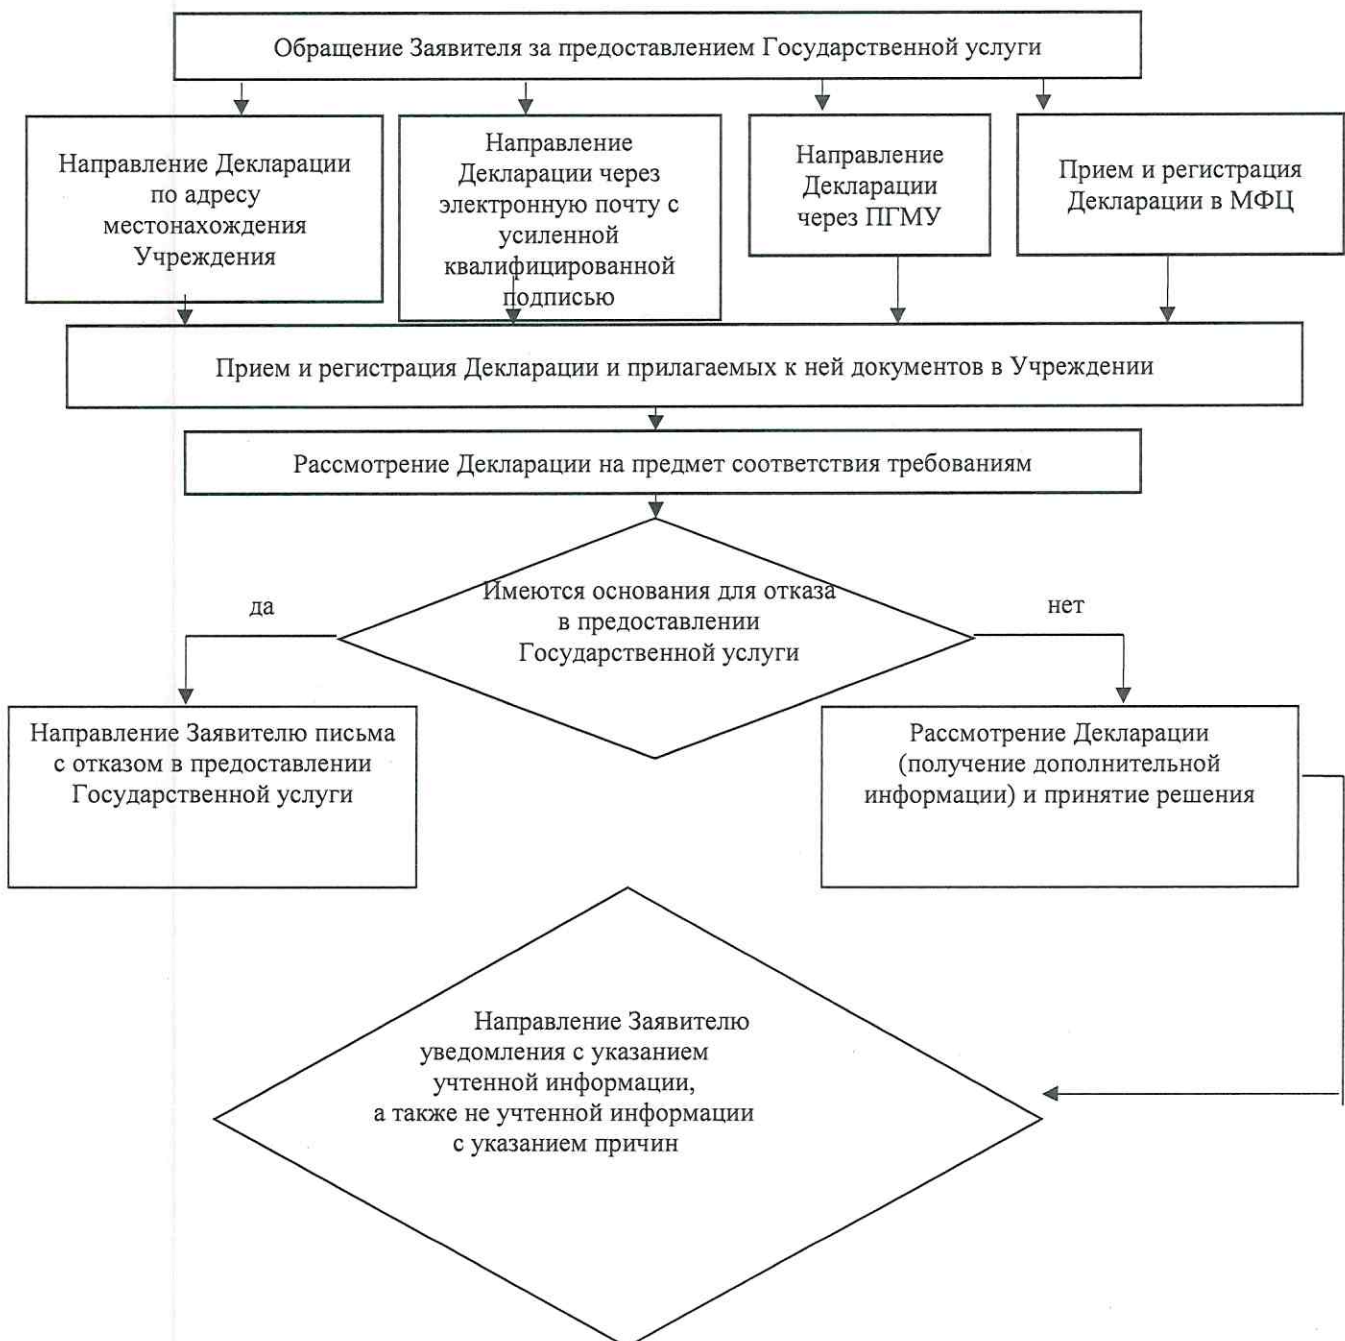 Обращение Заявителя за предоставлением Государственной услуги
Направление Декларации
по адресу
местонахождения
Учреждения
Направление
Декларации через
электронную почту с
усиленной
квалифицированной
подписью
Направление
Декларации
через ПГМУ
Прием и регистрация
Декларации в МФЦ
Прием и регистрация Декларации и прилагаемых к ней документов в Учреждении
Рассмотрение Декларации на предмет соответствия требованиям
Имеются основания для отказа
в предоставлении
Государственной услуги
да
нет
Направление Заявителю письма
с отказом в предоставлении
Государственной услуги
Рассмотрение Декларации
(получение дополнительной
информации) и принятие решения
Направление Заявителю
уведомления с указанием
учтенной информации,
а также не учтенной информации
с указанием причин